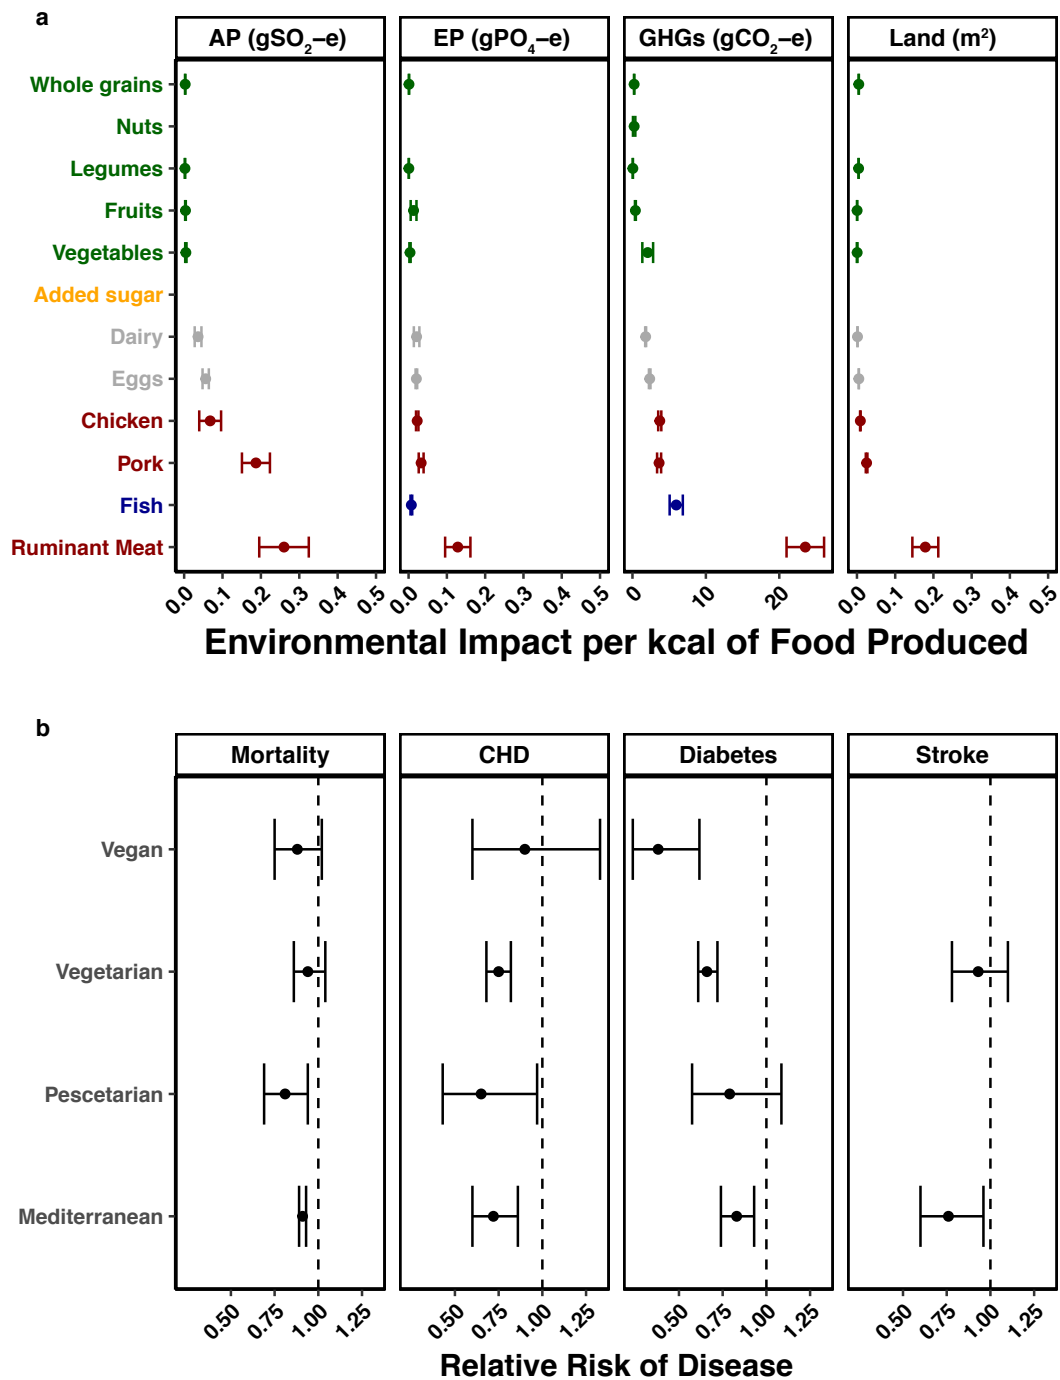 a
AP (gSO₂–e) EP (gPO₄–e) GHGs (gCO₂–e) Land (m²)
Whole grains
Nuts
Legumes
Fruits
Vegetables
Added sugar
Dairy
Eggs
Chicken
Pork
Fish
Ruminant Meat
0.0 0.1 0.2 0.3 0.4 0.5 0.0 0.1 0.2 0.3 0.4 0.5 0 10 20 0.0 0.1 0.2 0.3 0.4 0.5
Environmental Impact per kcal of Food Produced
b
Mortality CHD Diabetes Stroke
Vegan
Vegetarian
Pescetarian
Mediterranean
0.50 0.75 1.00 1.25 0.50 0.75 1.00 1.25 0.50 0.75 1.00 1.25 0.50 0.75 1.00 1.25
Relative Risk of Disease